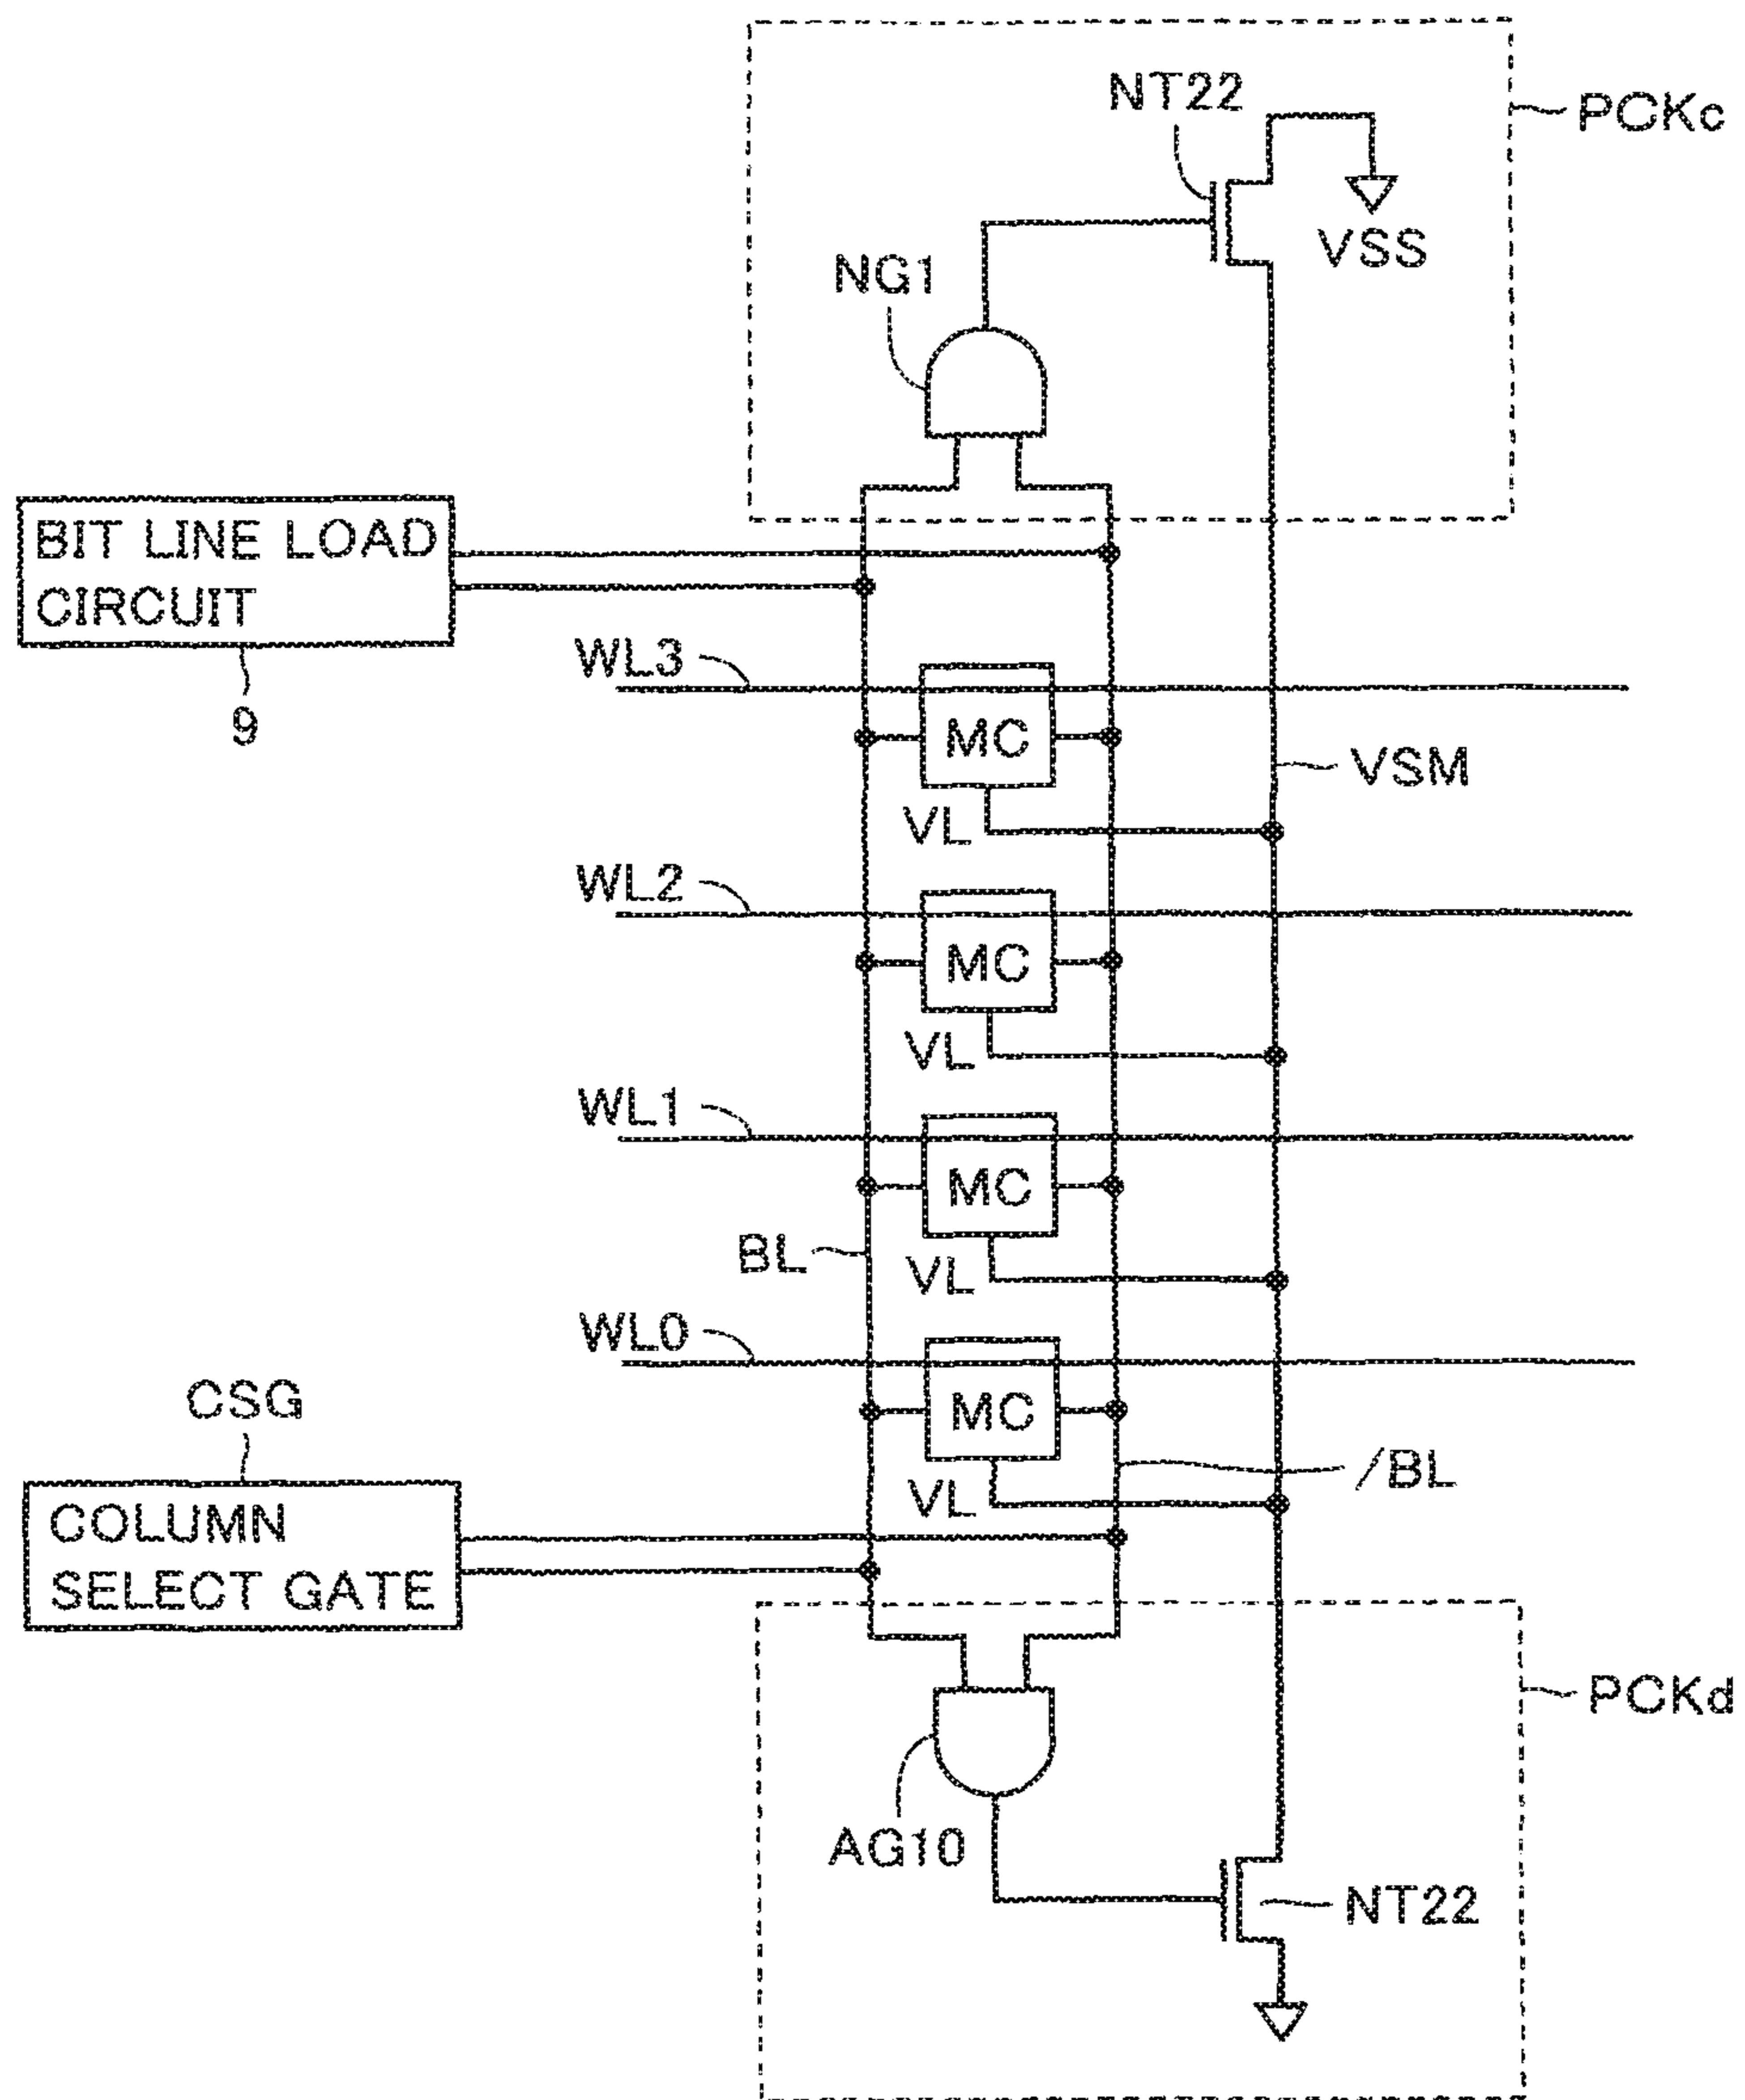 NT22
PCKc
VSS
NG1
BIT LINE LOAD
CIRCUIT
9
WL3
MC
VSM
VL
WL2
MC
VL
WL1
MC
BL
VL
WL0
CSG
MC
/BL
VL
COLUMN
SELECT GATE
PCKd
AG10
NT22